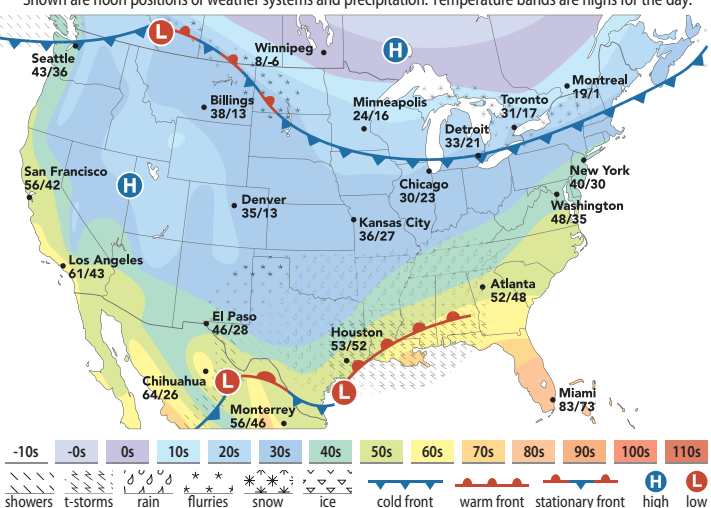 Shown are noon positions of weather systems and precipitation. Temperature bands are highs for the day.
L
Winnipeg
8/-6
H
Seattle
43/36
Billings
38/13
Minneapolis
24/16
Toronto
31/17
Montreal
19/1
Detroit
33/21
San Francisco
56/42
H
Denver
35/13
Chicago
30/23
New York
40/30
Washington
48/35
Kansas City
36/27
Los Angeles
61/43
El Paso
46/28
Houston
53/52
Atlanta
52/48
Chihuahua
64/26
L
L
Monterrey
56/46
Miami
83/73
-10s -0s 0s 10s 20s 30s 40s 50s 60s 70s 80s 90s 100s 110s
H L
showers t-storms rain flurries snow ice cold front warm front stationary front high low